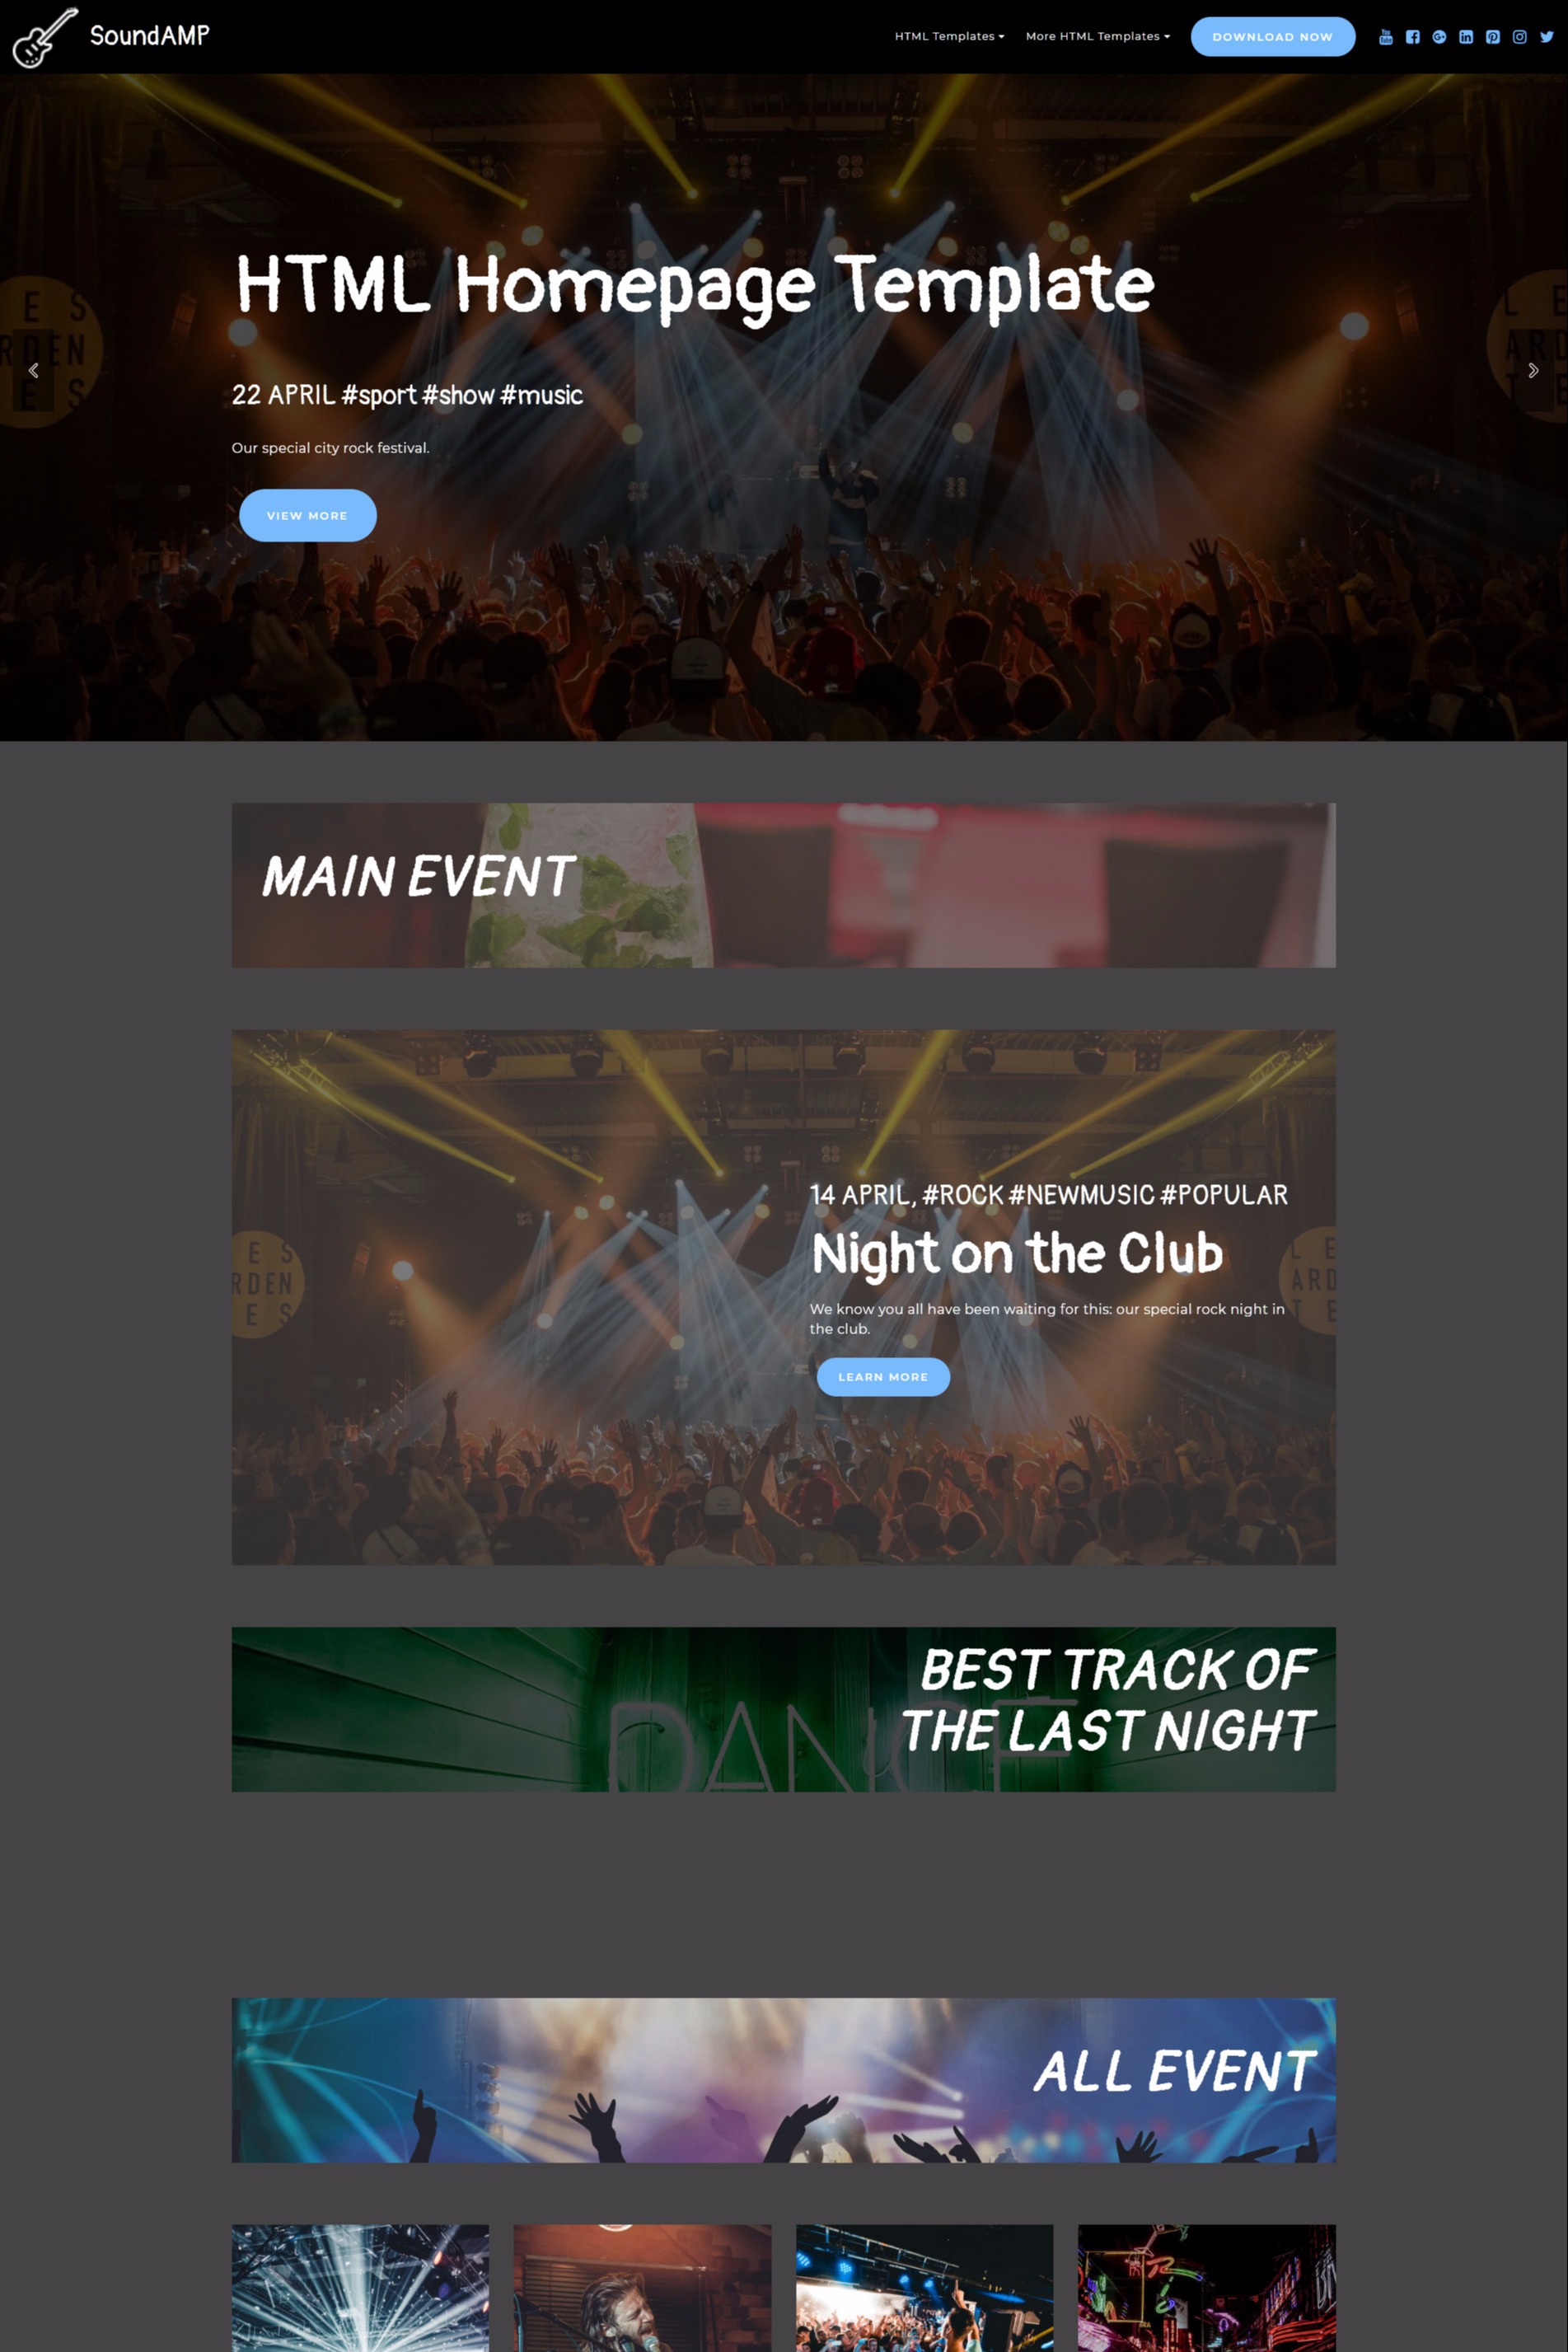 SoundAMP
HTML Templates
More HTML Templates
DOWNLOAD NOW
HTML Homepage Template
22 APRIL #sport #show #music
Our special city rock festival.
VIEW MORE
MAIN EVENT
14 APRIL, #ROCK #NEWMUSIC #POPULAR
Night on the Club
We know you all have been waiting for this: our special rock night in
the club.
LEARN MORE
BEST TRACK OF
THE LAST NIGHT
DANCE
ALL EVENT